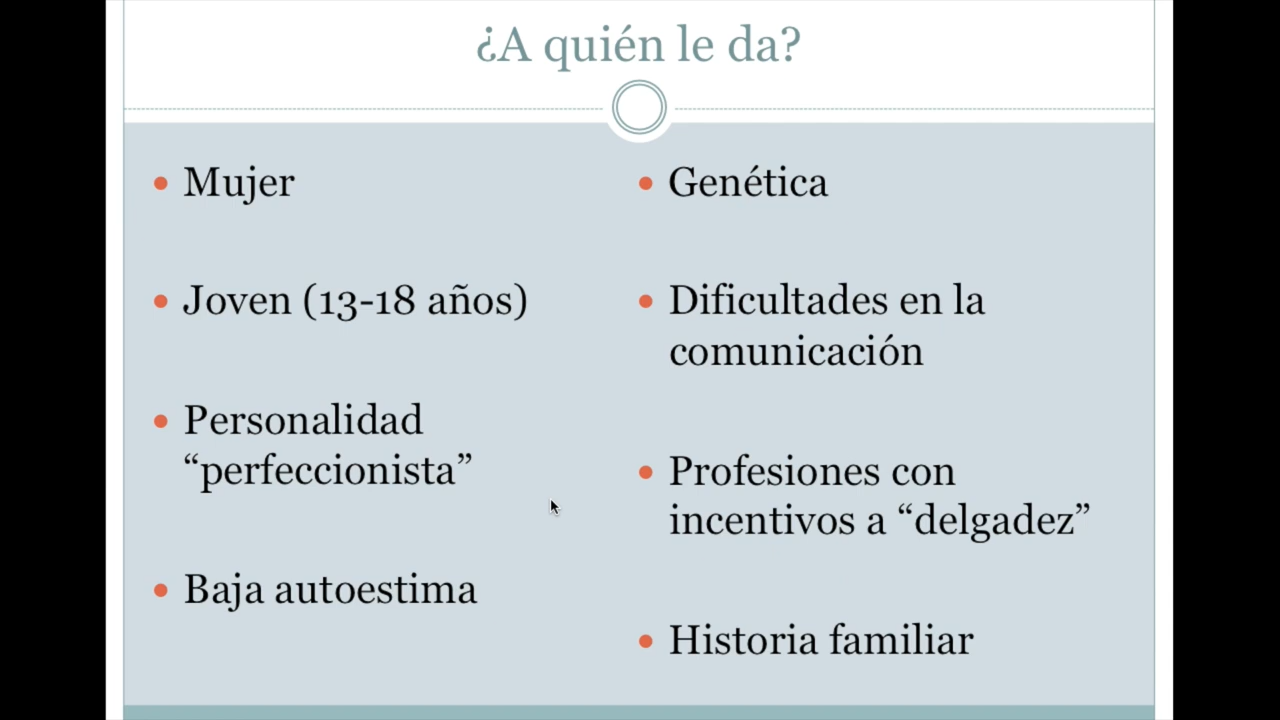 ¿A quién le da?
• Mujer
• Joven (13-18 años)
• Personalidad
“perfeccionista”
• Baja autoestima
• Genética
• Dificultades en la
comunicación
• Profesiones con
incentivos a “delgadez”
• Historia familiar